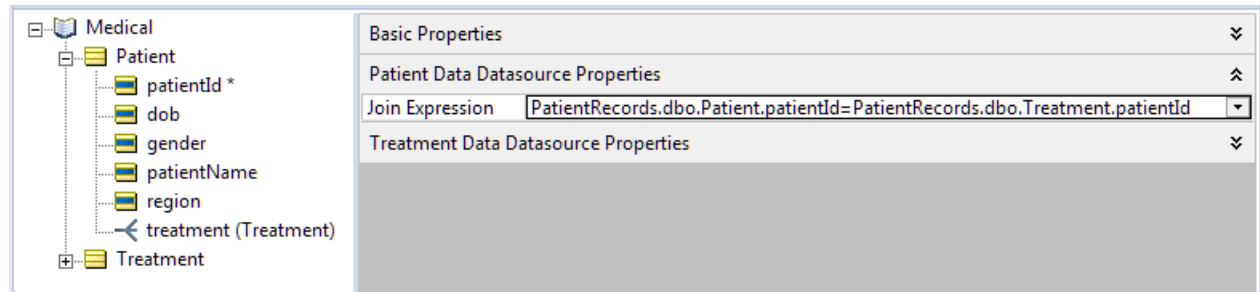 Medical
Patient
patientId *
dob
gender
patientName
region
treatment (Treatment)
Treatment
Basic Properties
Patient Data Datasource Properties
Join Expression PatientRecords.dbo.Patient.patientId=PatientRecords.dbo.Treatment.patientId
Treatment Data Datasource Properties